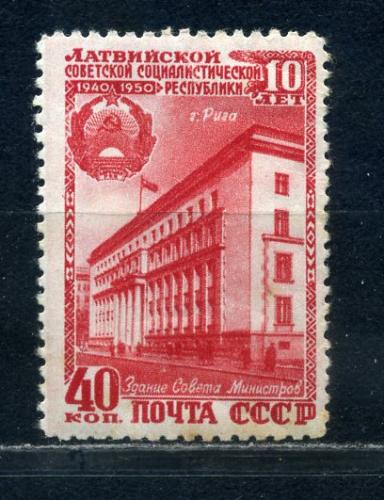 ЛАТВИЙСКОЙ
СОВЕТСКОЙ СОЦИАЛИСТИЧЕСКОЙ
1940 1950 РЕСПУБЛИКИ
10
ЛЕТ
г. Рига
Здание Совета Министров
40
КОП.
ПОЧТА СССР